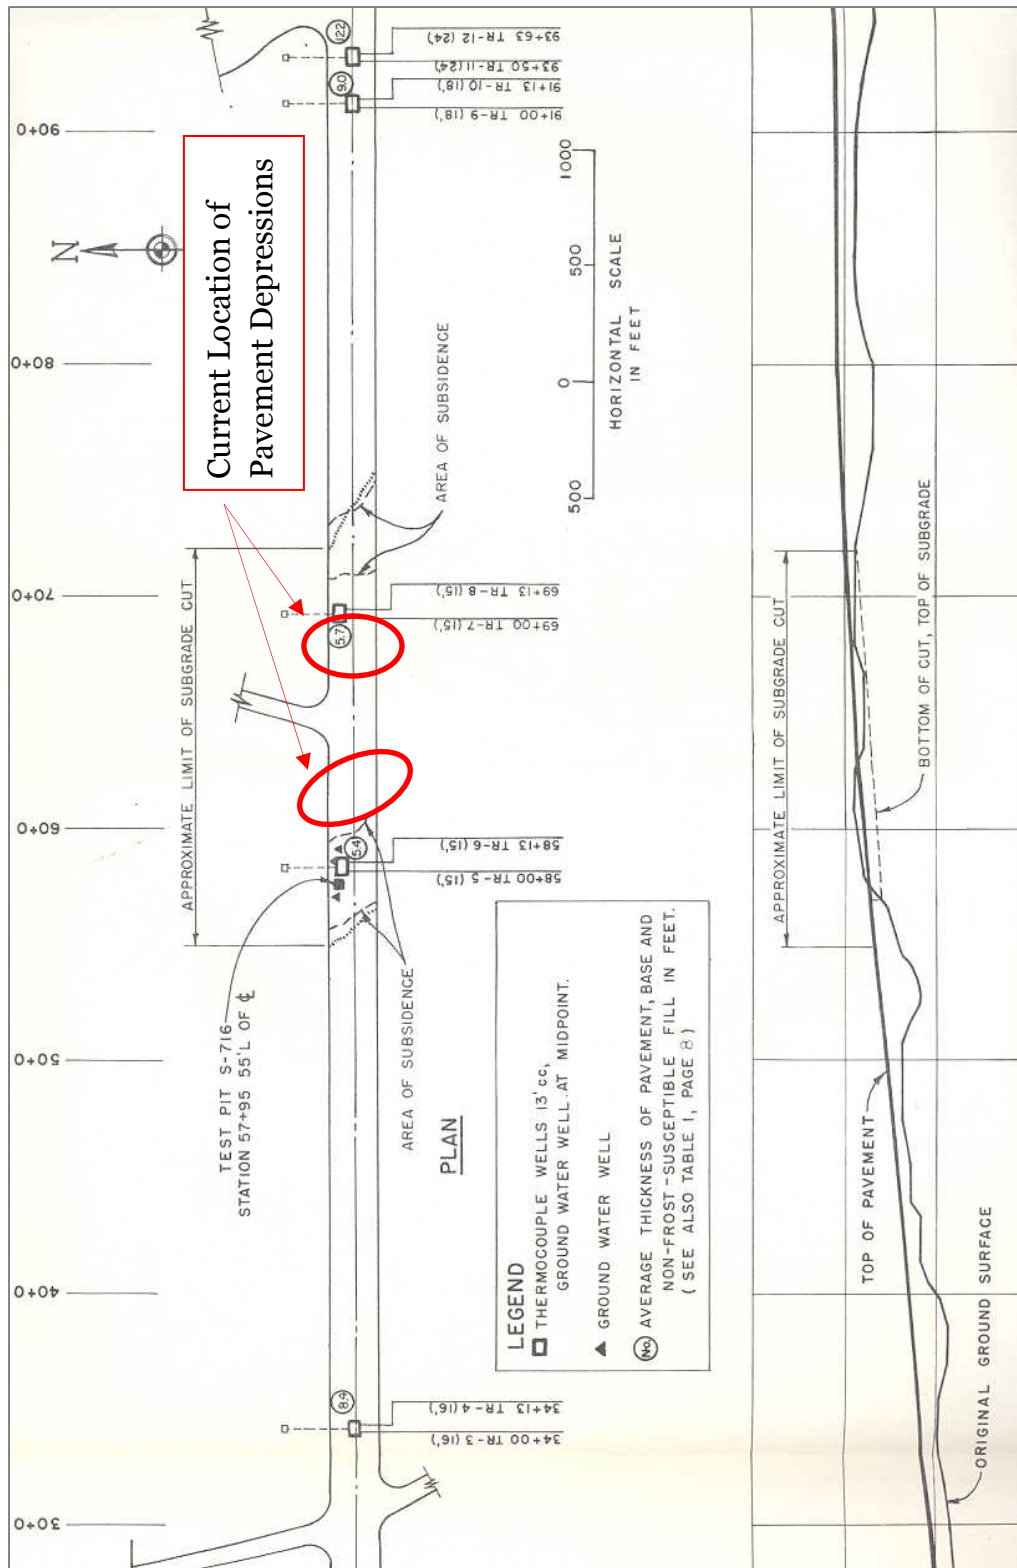 93+63 TR-12 (24')
12.2
93+50 TR-11 (24')
91+13 TR-10 (18')
9.0
91+00 TR-9 (18')
0+06
1000
Current Location of
Pavement Depressions
N
500
HORIZONTAL SCALE
IN FEET
0+08
0
AREA OF SUBSIDENCE
500
BOTTOM OF CUT, TOP OF SUBGRADE
0+07
69+13 TR-8 (15')
69+00 TR-7 (15')
5.7
APPROXIMATE LIMIT OF SUBGRADE CUT
APPROXIMATE LIMIT OF SUBGRADE CUT
60+0
58+13 TR-6 (15')
5.4
58+00 TR-5 (15')
TEST PIT S-716
STATION 57+95 55'L OF ℄
AREA OF SUBSIDENCE
50+0
PLAN
TOP OF PAVEMENT
LEGEND
THERMOCOUPLE WELLS 13'cc,
GROUND WATER WELL AT MIDPOINT.
GROUND WATER WELL
No. AVERAGE THICKNESS OF PAVEMENT, BASE AND
NON-FROST-SUSCEPTIBLE FILL IN FEET.
(SEE ALSO TABLE 1, PAGE 8)
40+0
ORIGINAL GROUND SURFACE
8.4
34+13 TR-4 (16')
34+00 TR-3 (16')
30+0